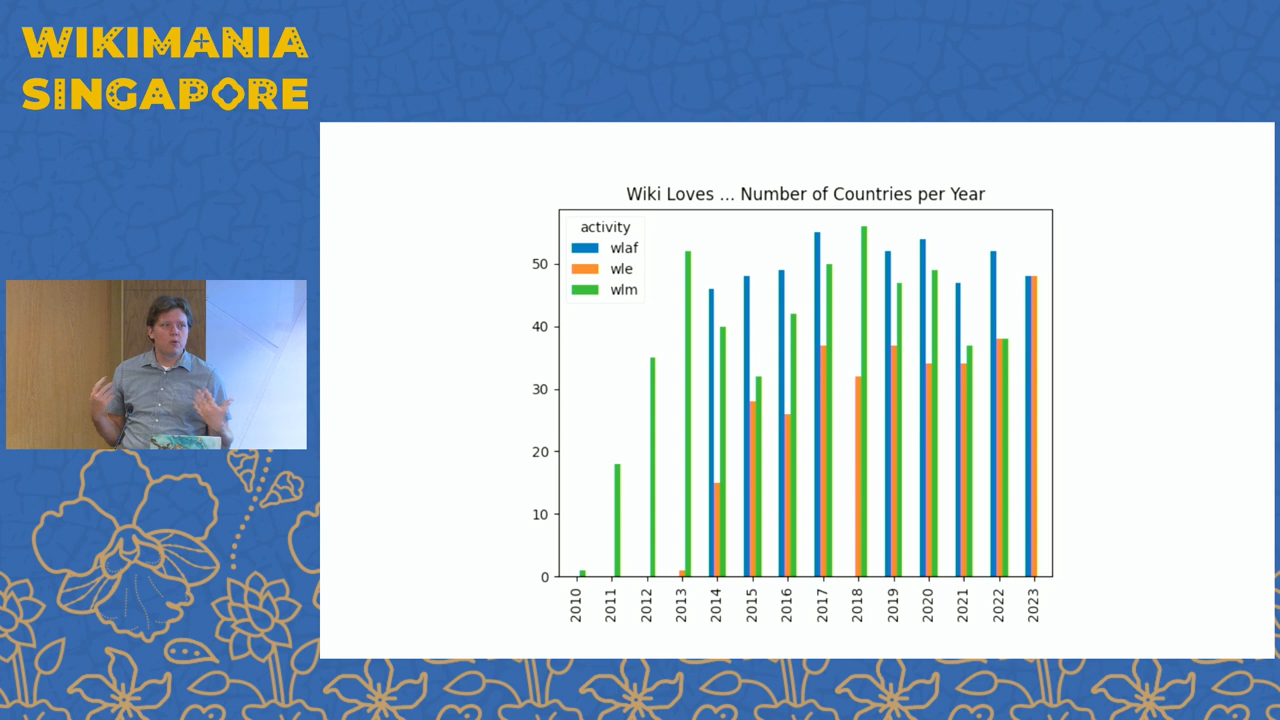 WIKIMANIA
SINGAPORE
Wiki Loves ... Number of Countries per Year
activity
wlaf
wle
wlm
50
40
30
20
10
0
2010
2011
2012
2013
2014
2015
2016
2017
2018
2019
2020
2021
2022
2023